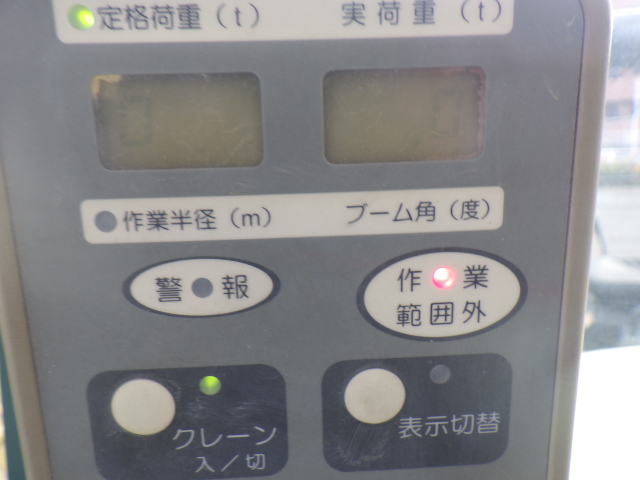 定格荷重(t) 実荷重(t)
作業半径(m) ブーム角(度)
警報 作業
範囲外
クレーン
入/切
表示切替